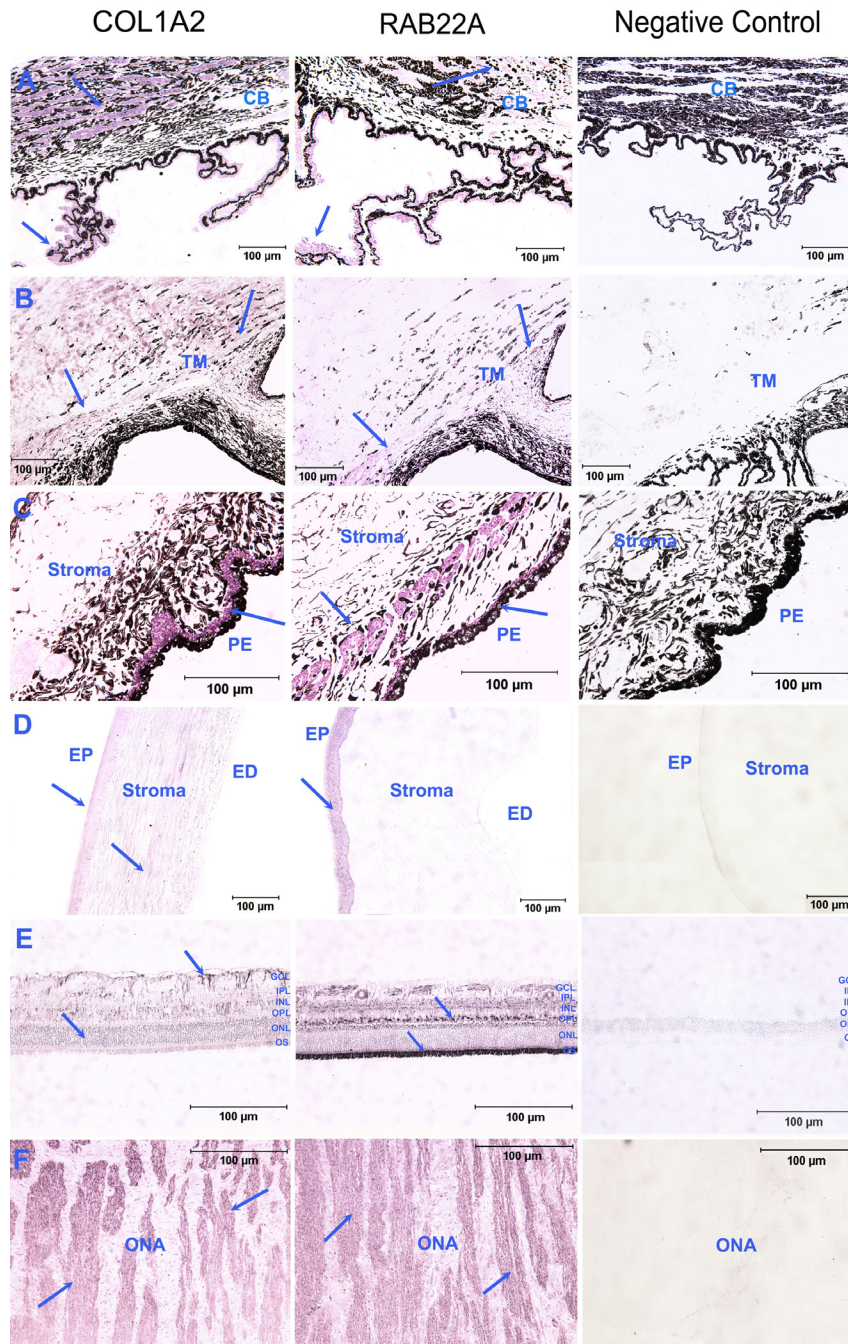 COL1A2 RAB22A Negative Control
A CB CB CB
100 µm 100 µm 100 µm
B TM TM TM
100 µm 100 µm 100 µm
C Stroma Stroma Stroma
PE PE PE
100 µm 100 µm 100 µm
D EP Stroma ED EP Stroma ED EP Stroma
100 µm 100 µm 100 µm
E
GCL GCL GC
IPL IPL
INL INL
OPL OPL
ONL ONL
OS OS
100 µm 100 µm 100 µm
F 100 µm 100 µm 100 µm
ONA ONA ONA